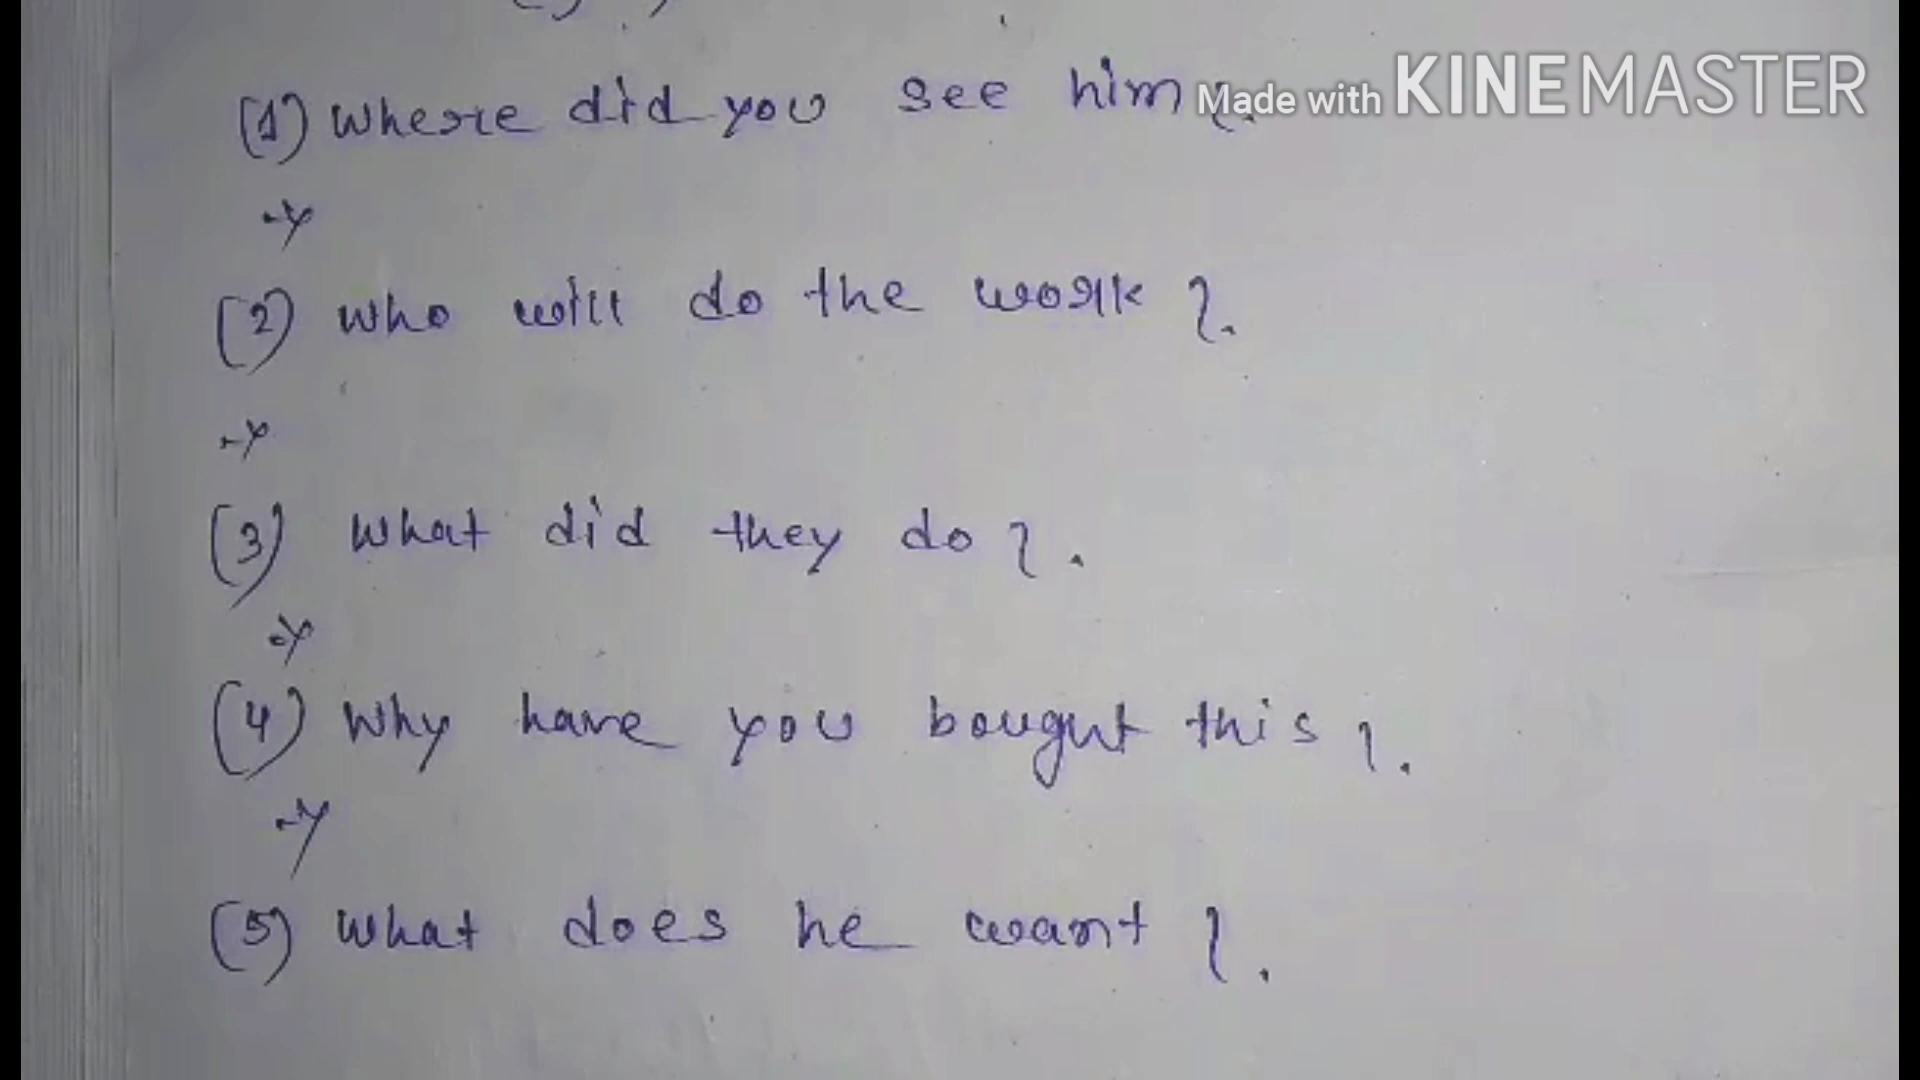 (1) Where did you see him ?.
Made with KINEMASTER
(2) Who will do the work ?.
(3) What did they do ?.
(4) Why have you bought this ?.
(5) What does he want ?.